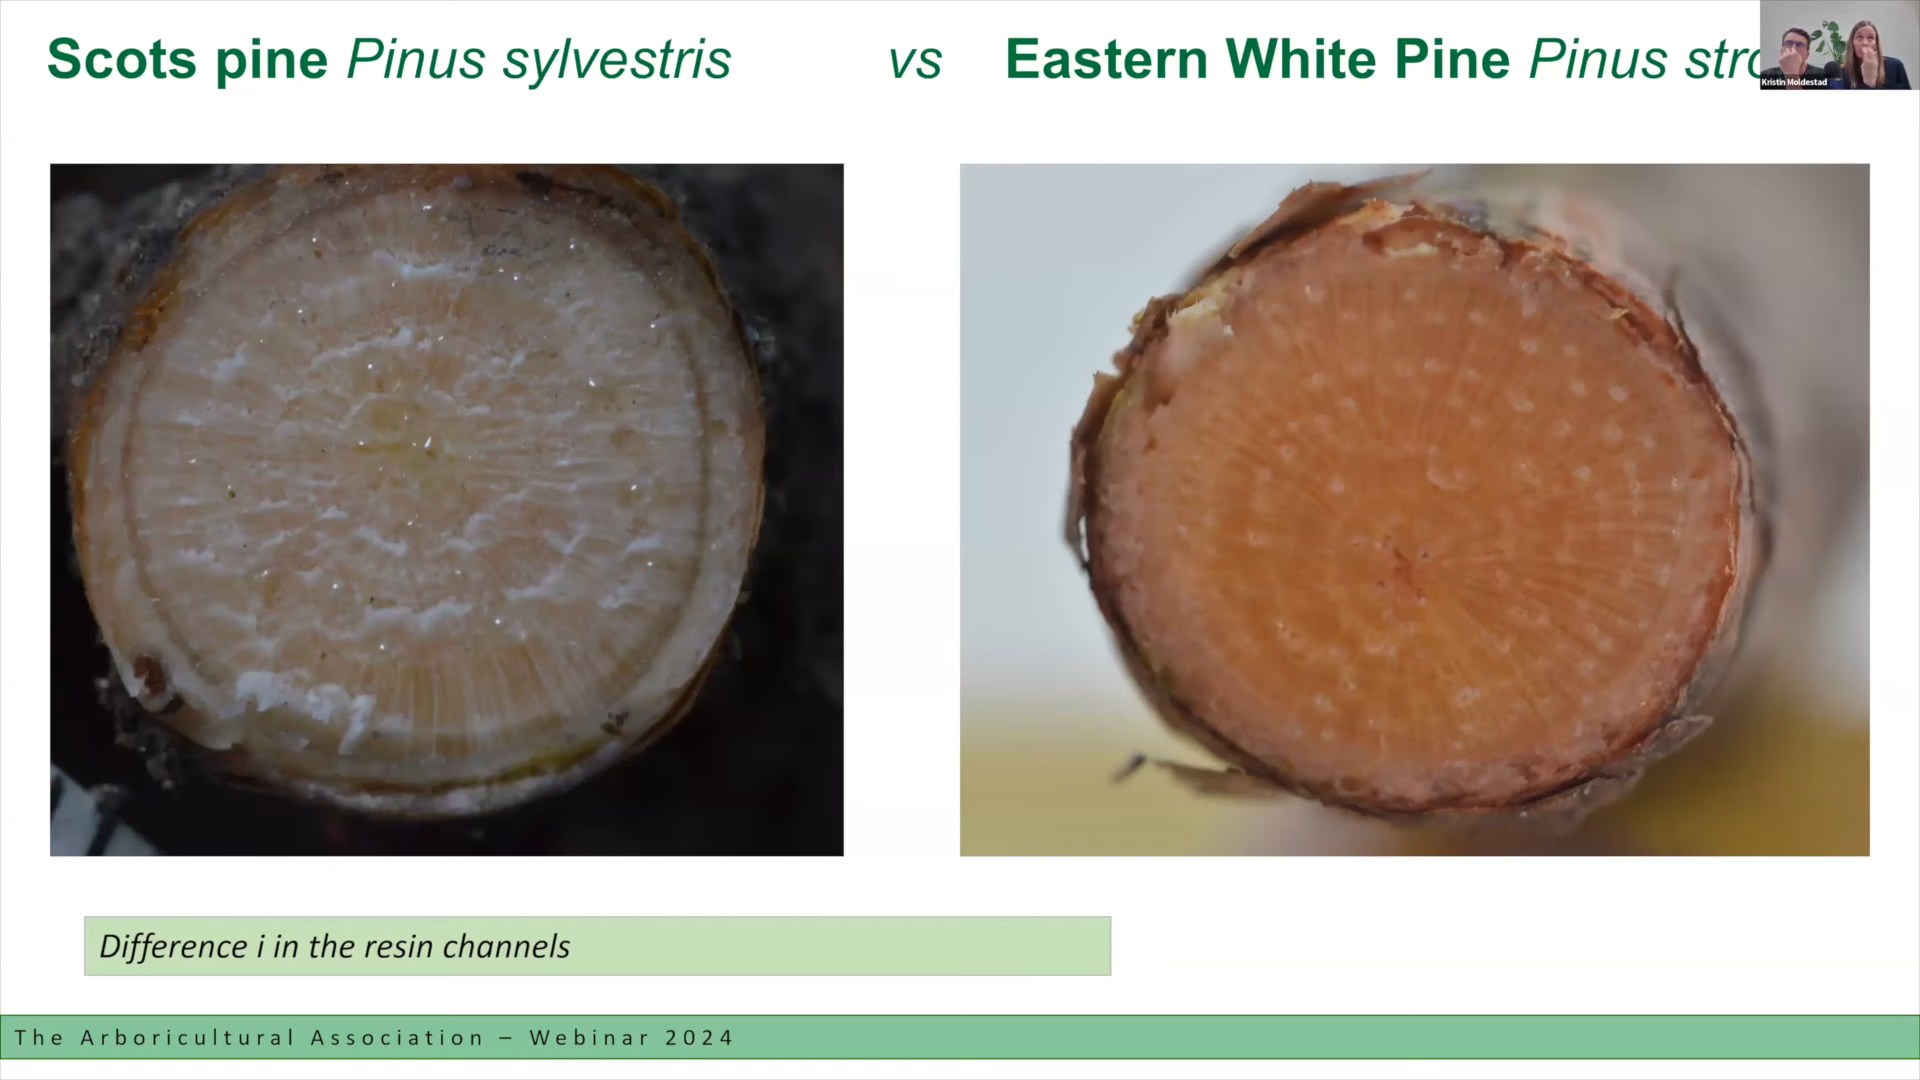 Scots pine Pinus sylvestris vs Eastern White Pine Pinus
Kristin Moldestad
Difference i in the resin channels
The Arboricultural Association – Webinar 2024